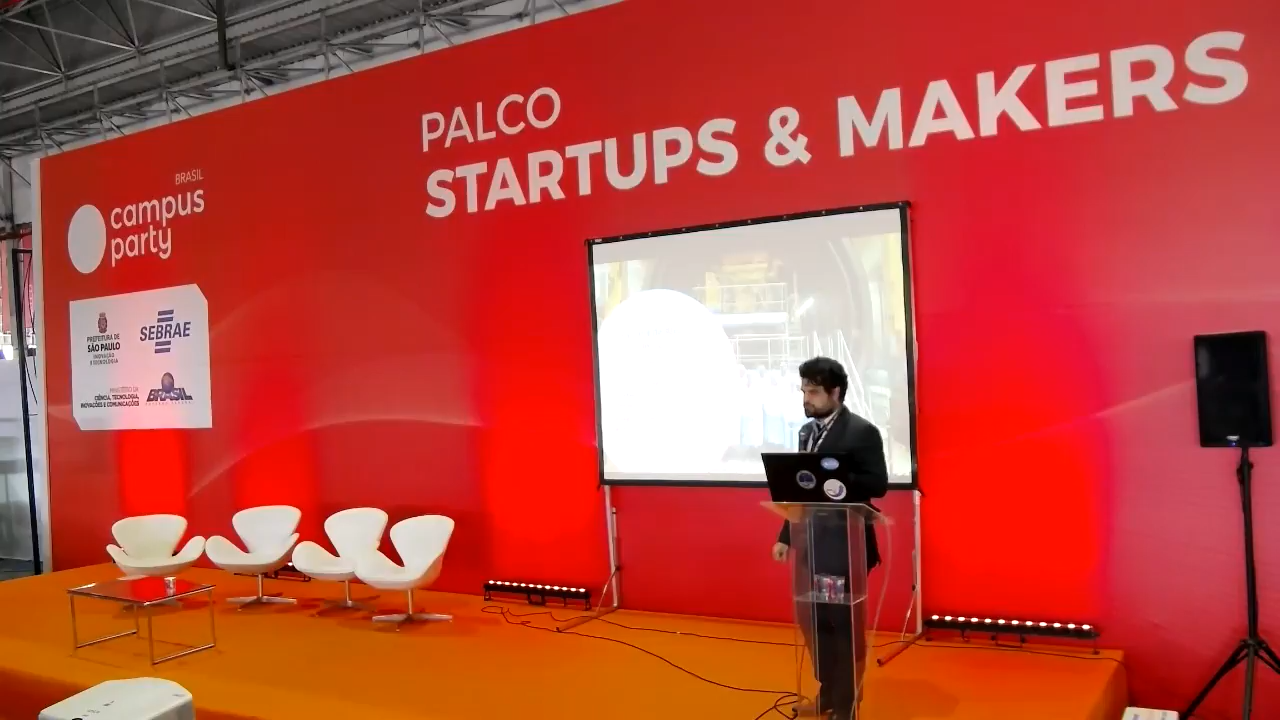 PALCO
STARTUPS & MAKERS
BRASIL
campus
party
PREFEITURA DE
SÃO PAULO
INOVAÇÃO
E TECNOLOGIA
SEBRAE
MINISTÉRIO DA
CIÊNCIA, TECNOLOGIA,
INOVAÇÕES E COMUNICAÇÕES
BRASIL